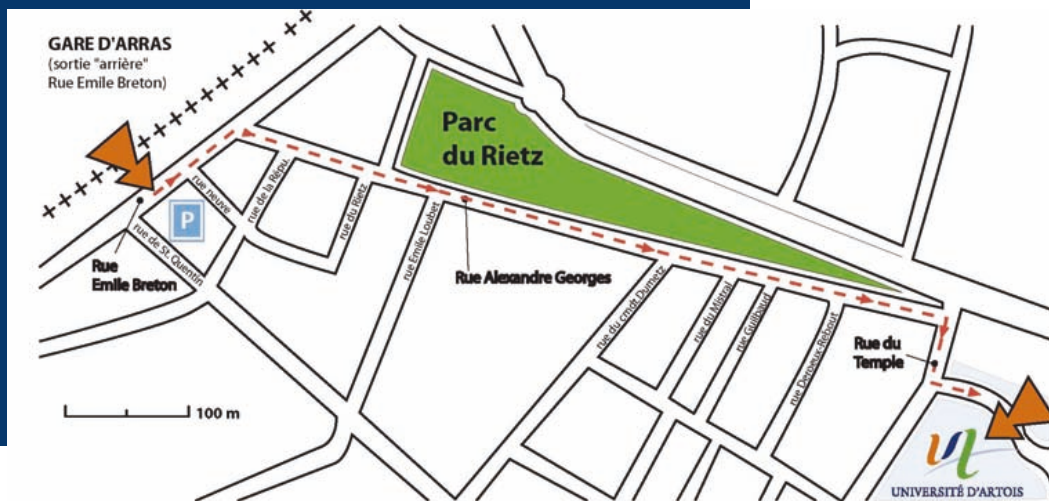 GARE D'ARRAS
(sortie "arrière"
Rue Emile Breton)
Parc
du Rietz
rue neuve
rue de la Répu.
rue du Rietz
P
rue de St. Quentin
Rue
Emile Breton
rue Emile Loubet
Rue Alexandre Georges
rue du cmdt Dumetz
rue du Mistral
rue Guilbaud
rue Deroeux-Rebout
Rue du
Temple
100 m
UNIVERSITÉ D'ARTOIS